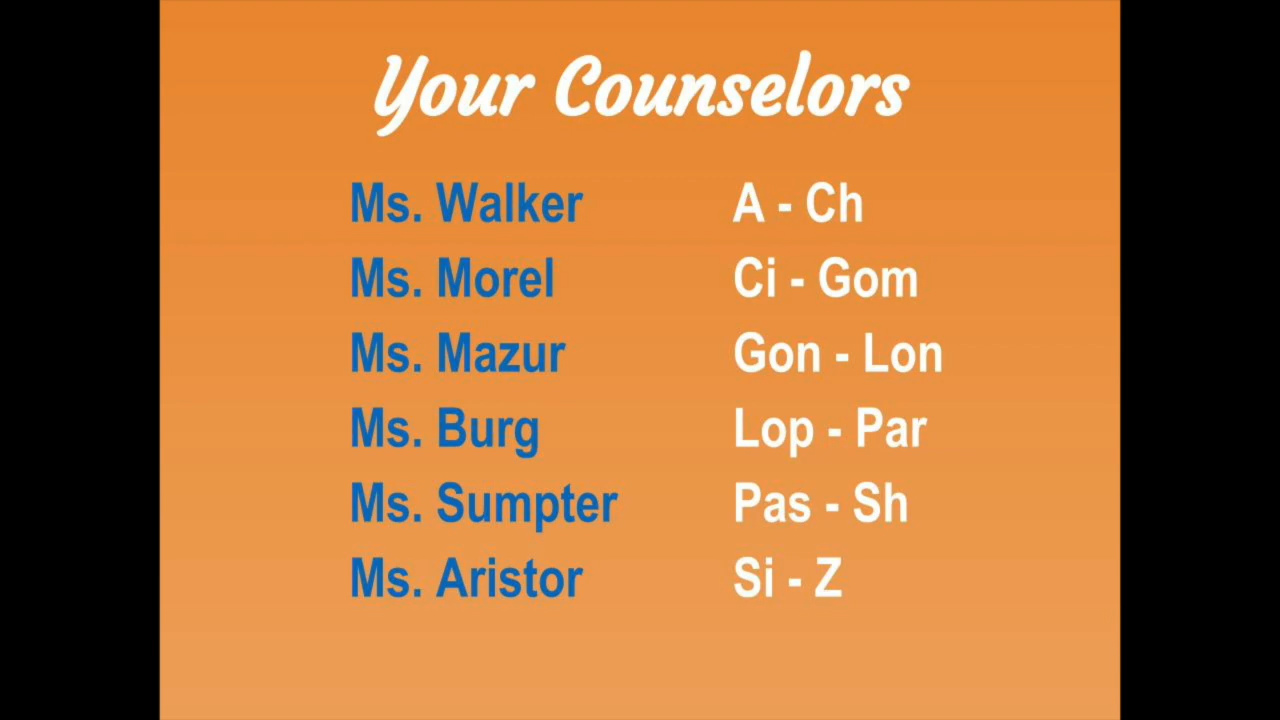 Your Counselors
Ms. Walker A - Ch
Ms. Morel Ci - Gom
Ms. Mazur Gon - Lon
Ms. Burg Lop - Par
Ms. Sumpter Pas - Sh
Ms. Aristor Si - Z